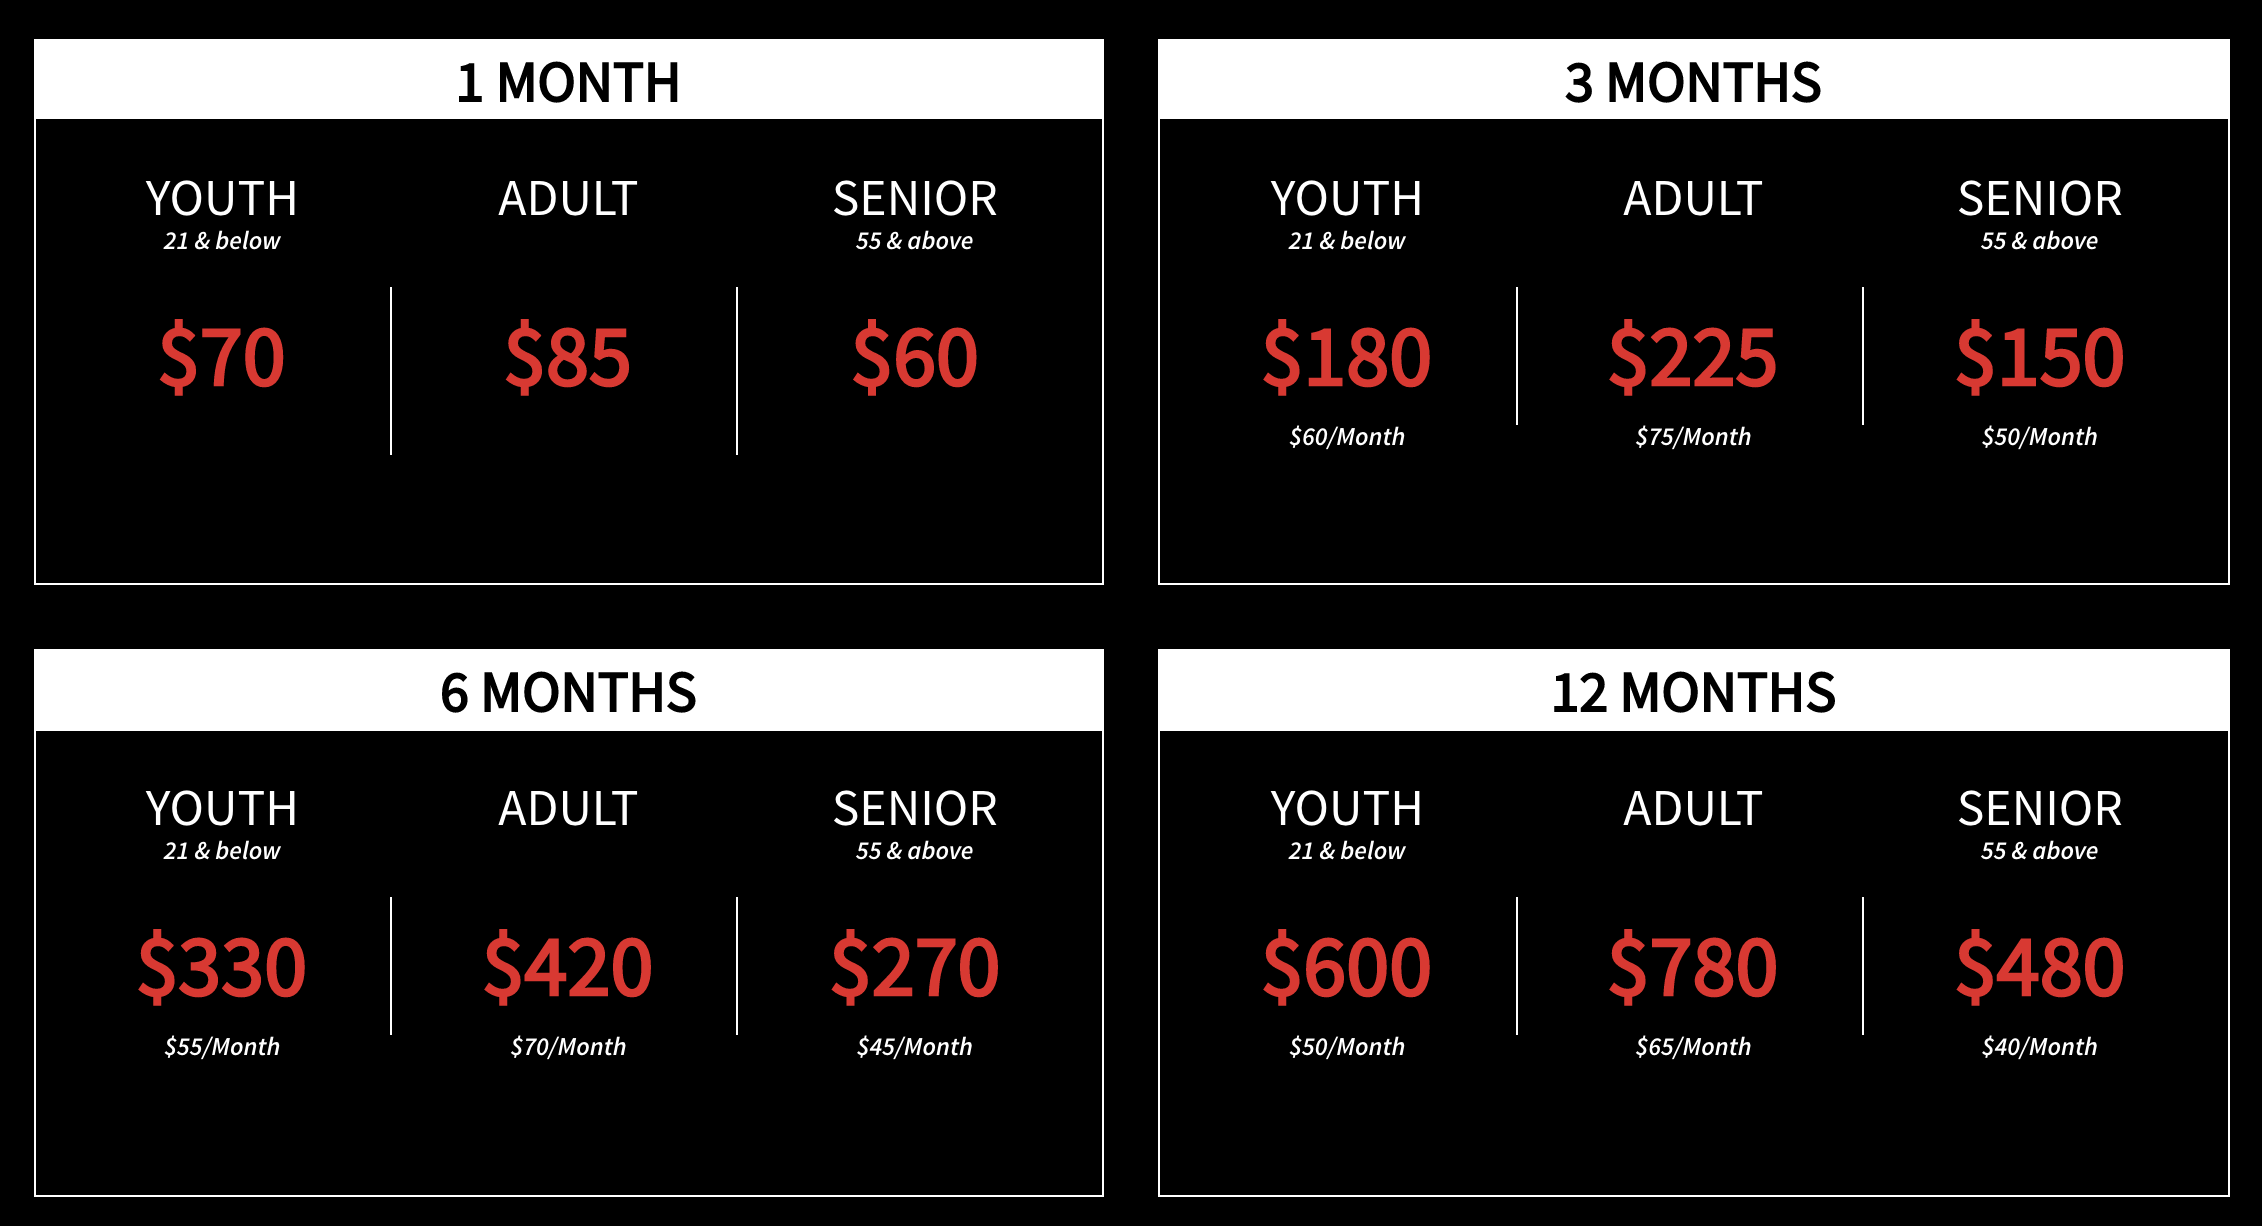 1 MONTH
YOUTH ADULT SENIOR
21 & below 55 & above
$70 $85 $60
3 MONTHS
YOUTH ADULT SENIOR
21 & below 55 & above
$180 $225 $150
$60/Month $75/Month $50/Month
6 MONTHS
YOUTH ADULT SENIOR
21 & below 55 & above
$330 $420 $270
$55/Month $70/Month $45/Month
12 MONTHS
YOUTH ADULT SENIOR
21 & below 55 & above
$600 $780 $480
$50/Month $65/Month $40/Month